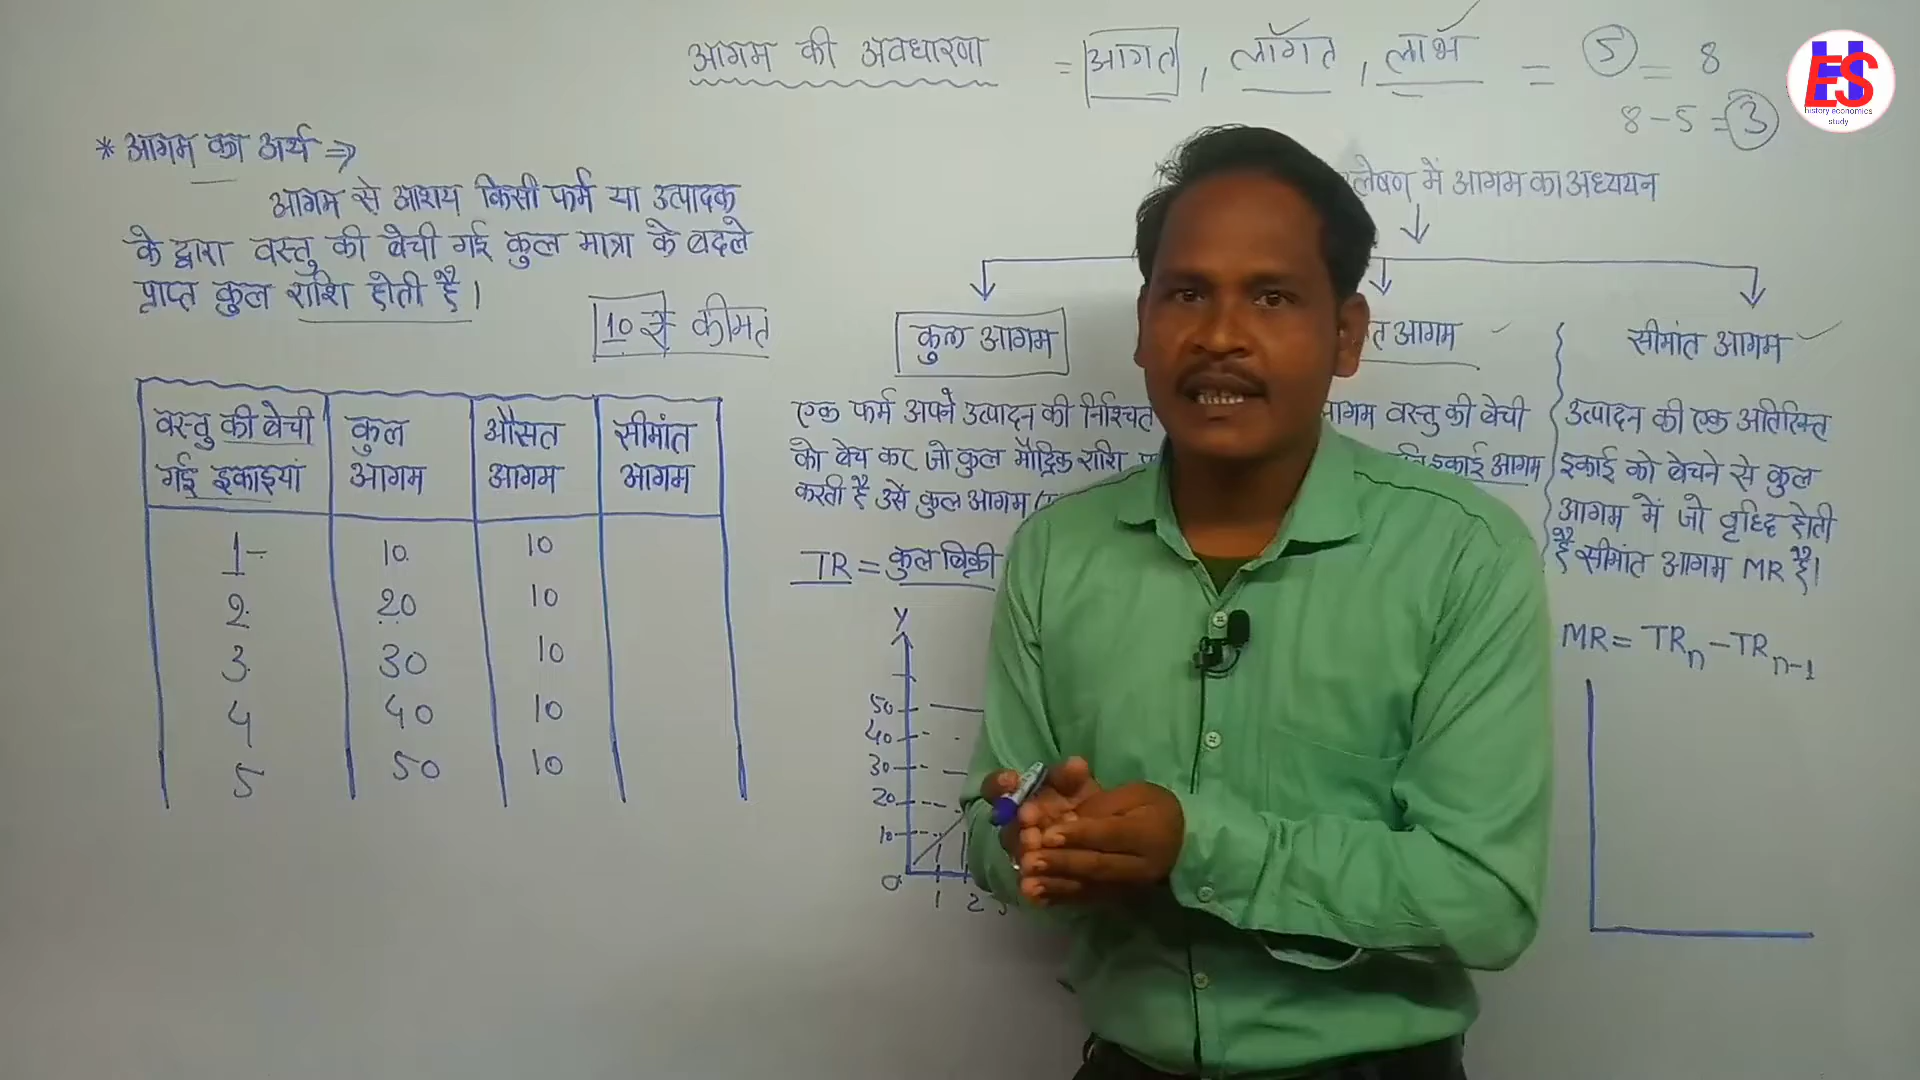 आगम की अवधारणा = आगत, लागत, लाभ = 5 = 8
8-5=3
HES
history economics
study
* आगम का अर्थ ⇒
आगम से आशय किसी फर्म या उत्पादक
के द्वारा वस्तु की बेची गई कुल मात्रा के बदले
प्राप्त कुल राशि होती है।
10 रु कीमत
में आगम का अध्ययन
कुल आगम
त आगम
सीमांत आगम
वस्तु की बेची गई इकाइयां
कुल आगम
औसत आगम
सीमांत आगम
1 10 10
2 20 10
3 30 10
4 40 10
5 50 10
एक फर्म अपने उत्पादन की निश्चित
को बेच कर जो कुल मौद्रिक राशि
करती है उसे कुल आगम
TR = कुल बिक्री
आगम वस्तु की बेची
इकाई आगम
उत्पादन की एक अतिरिक्त
इकाई को बेचने से कुल
आगम में जो वृद्धि होती
है सीमांत आगम MR है।
MR = TRn - TRn-1
Y
50
40
30
20
10
0
1 2